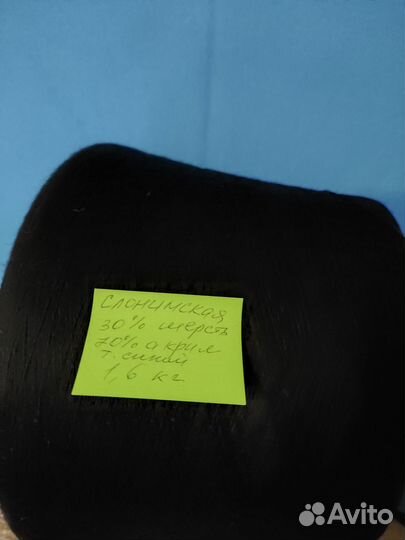 Слонимская
30% шерсть
70% акрил
т. синий
1,6 кг
Avito